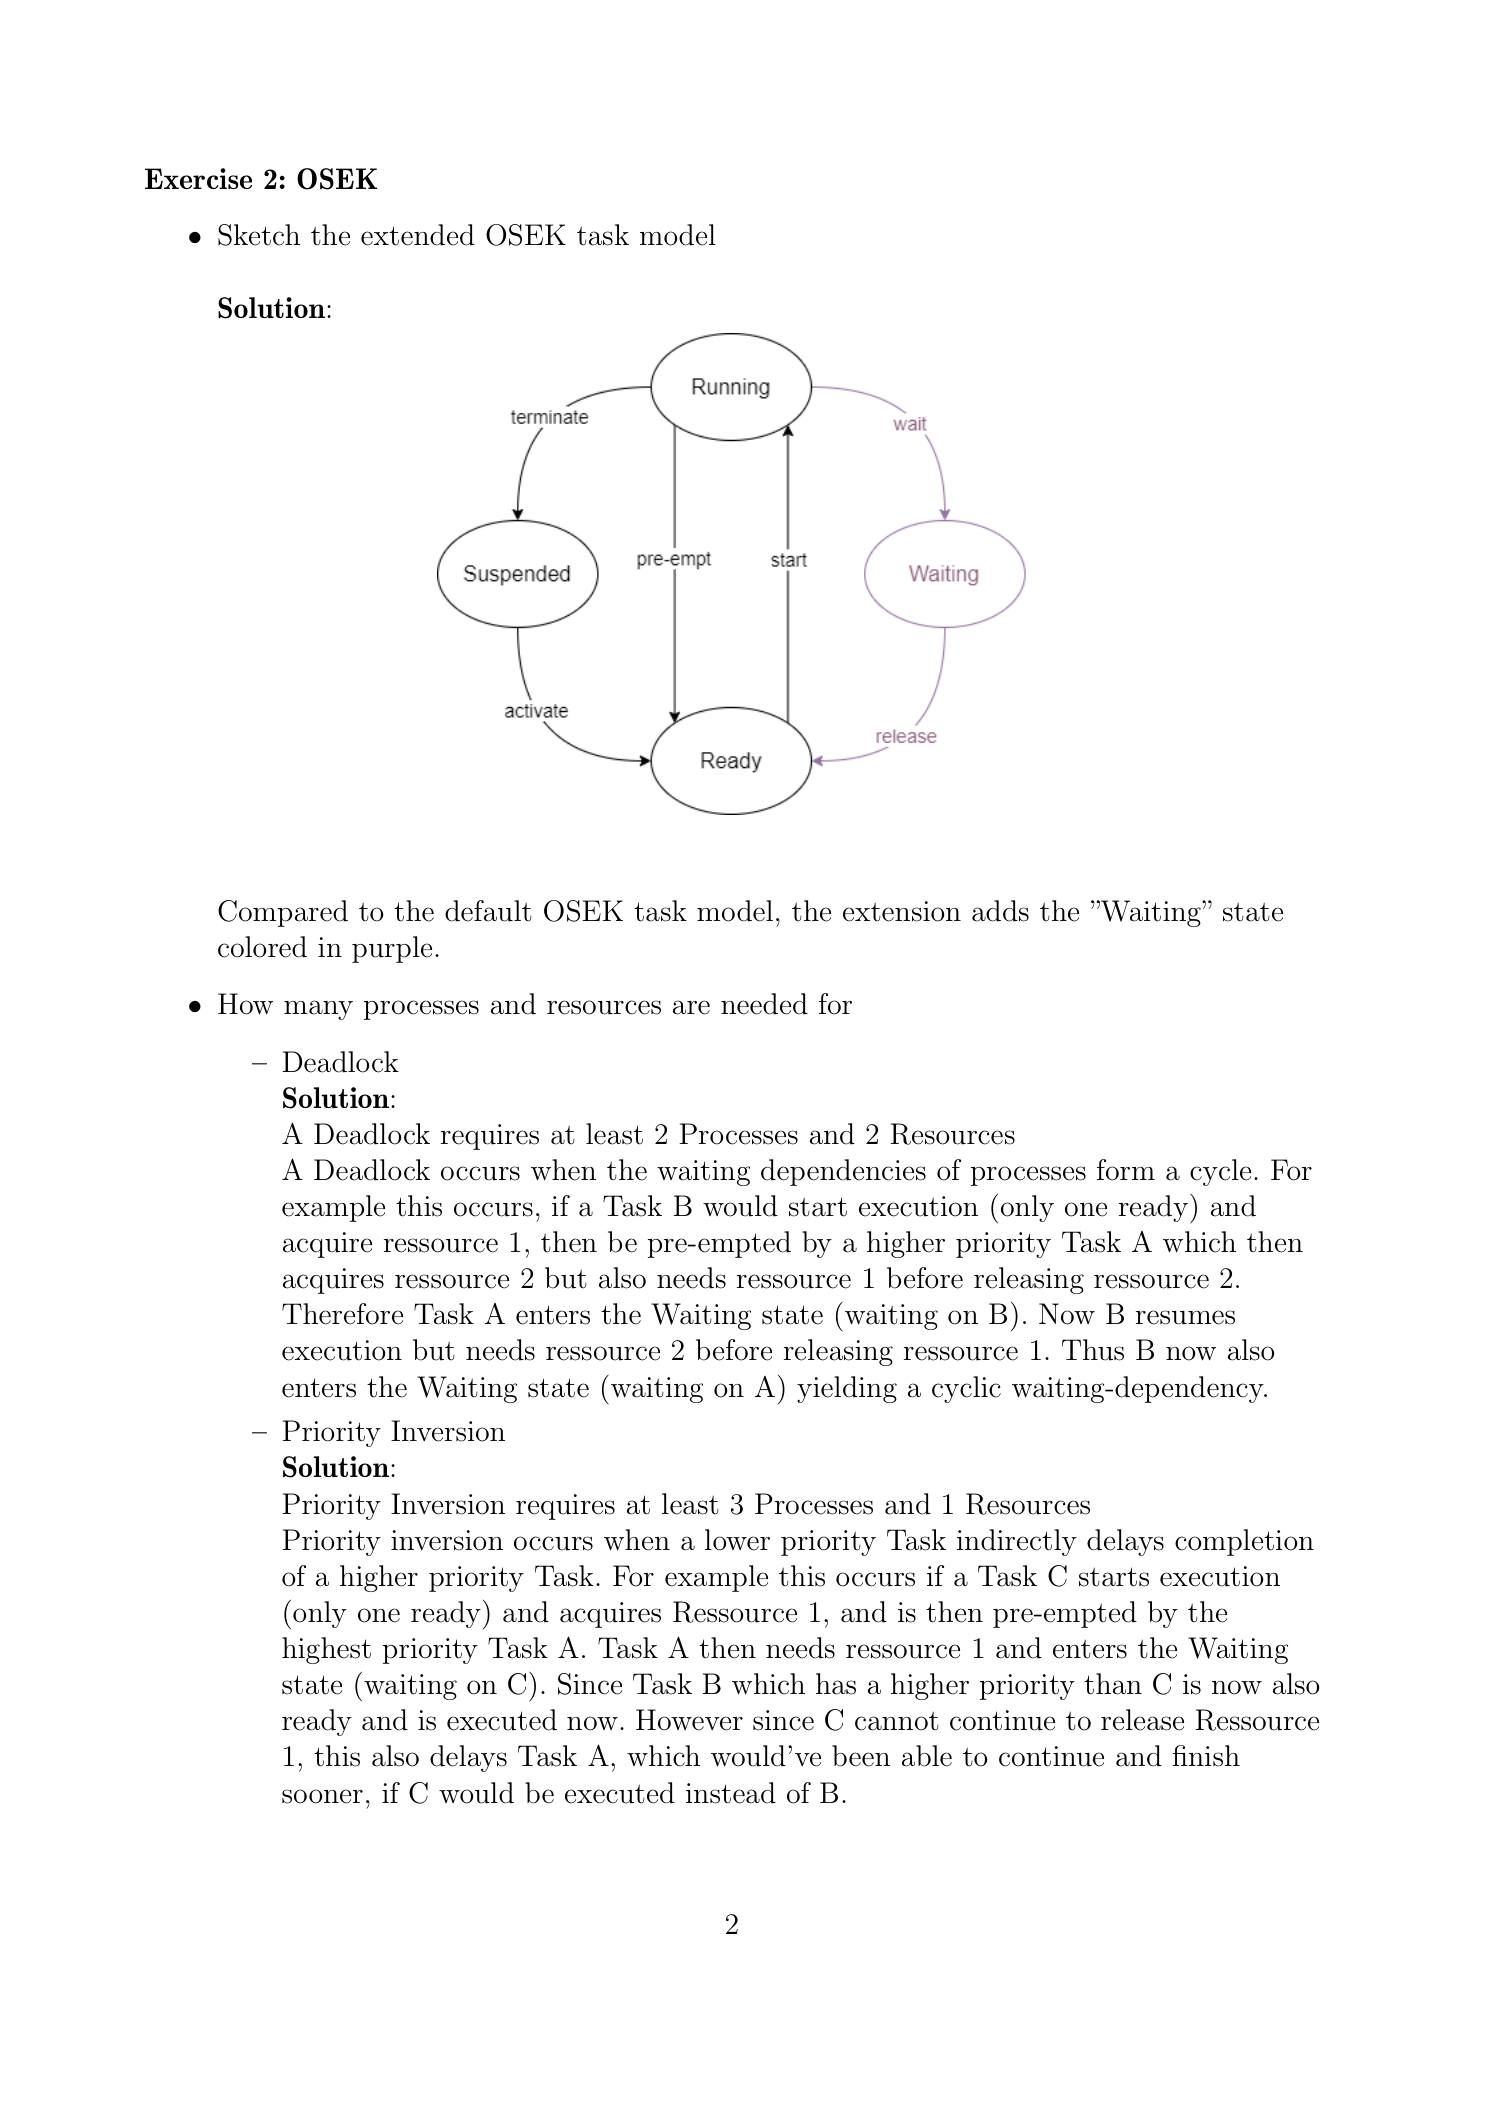 Exercise 2: OSEK
• Sketch the extended OSEK task model
Solution:
Running
terminate
wait
Suspended
pre-empt
start
Waiting
activate
release
Ready
Compared to the default OSEK task model, the extension adds the ”Waiting” state
colored in purple.
• How many processes and resources are needed for
– Deadlock
Solution:
A Deadlock requires at least 2 Processes and 2 Resources
A Deadlock occurs when the waiting dependencies of processes form a cycle. For
example this occurs, if a Task B would start execution (only one ready) and
acquire ressource 1, then be pre-empted by a higher priority Task A which then
acquires ressource 2 but also needs ressource 1 before releasing ressource 2.
Therefore Task A enters the Waiting state (waiting on B). Now B resumes
execution but needs ressource 2 before releasing ressource 1. Thus B now also
enters the Waiting state (waiting on A) yielding a cyclic waiting-dependency.
– Priority Inversion
Solution:
Priority Inversion requires at least 3 Processes and 1 Resources
Priority inversion occurs when a lower priority Task indirectly delays completion
of a higher priority Task. For example this occurs if a Task C starts execution
(only one ready) and acquires Ressource 1, and is then pre-empted by the
highest priority Task A. Task A then needs ressource 1 and enters the Waiting
state (waiting on C). Since Task B which has a higher priority than C is now also
ready and is executed now. However since C cannot continue to release Ressource
1, this also delays Task A, which would've been able to continue and finish
sooner, if C would be executed instead of B.
2